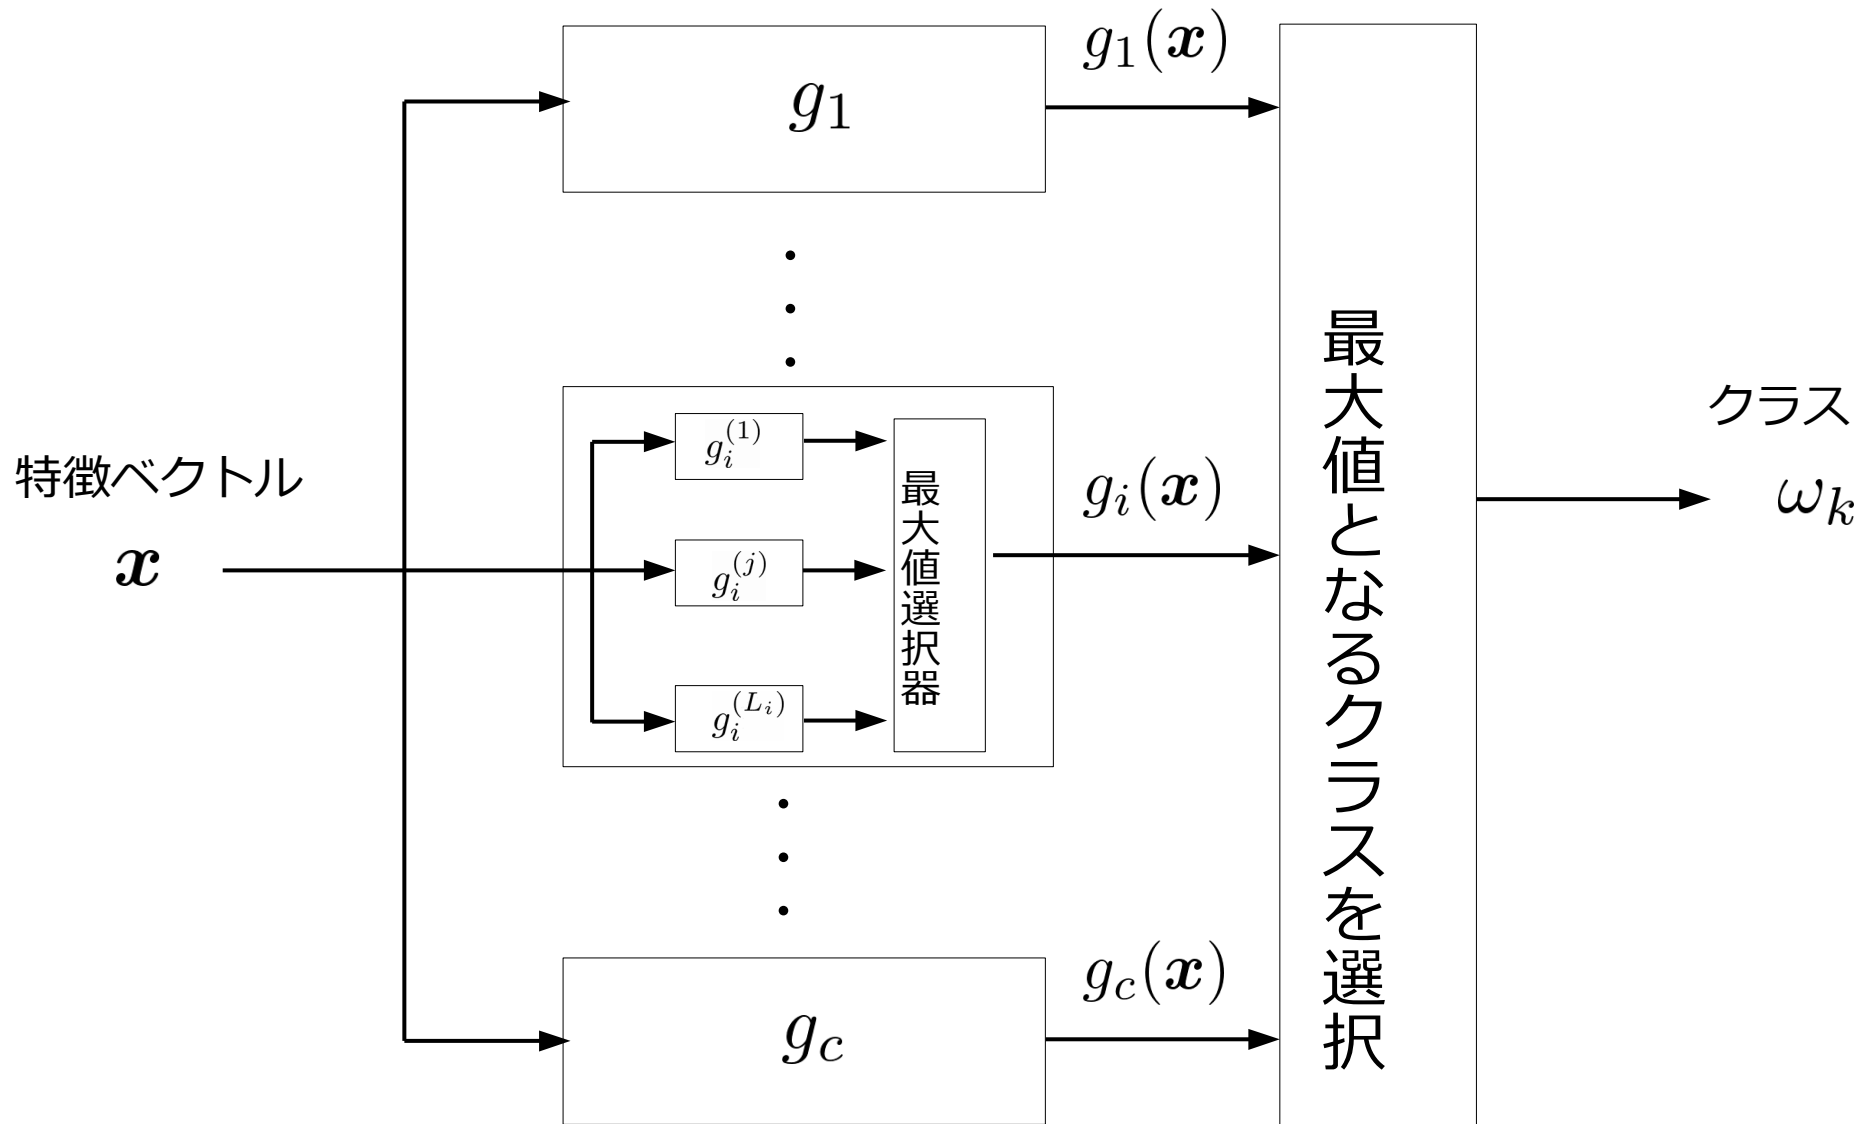 特徴ベクトル
x
g_1
g_1(x)
g_i^{(1)}
g_i^{(j)}
g_i^{(L_i)}
最大値選択器
g_i(x)
g_c
g_c(x)
最大値となるクラスを選択
クラス
ω_k